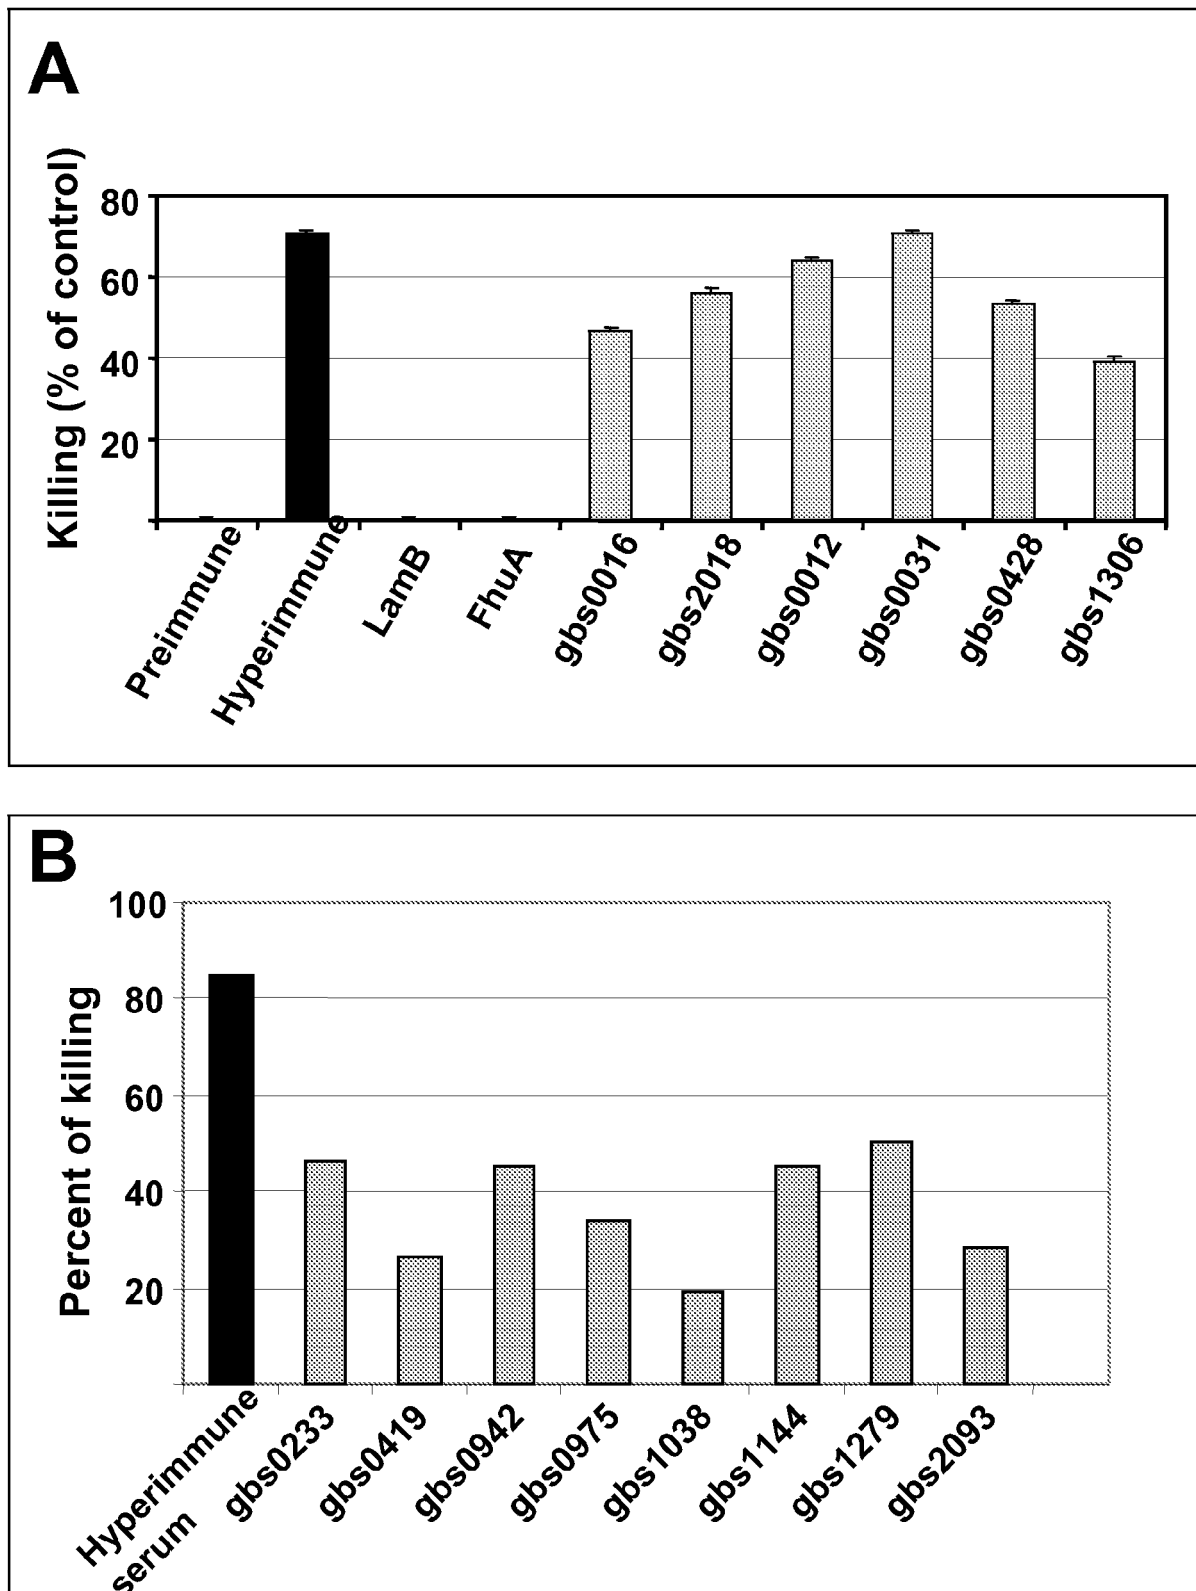 A
Killing (% of control)
80
60
40
20
Preimmune
Hyperimmune
LamB
FhuA
gbs0016
gbs2018
gbs0012
gbs0031
gbs0428
gbs1306
B
Percent of killing
100
80
60
40
20
Hyperimmune
serum
gbs0233
gbs0419
gbs0942
gbs0975
gbs1038
gbs1144
gbs1279
gbs2093